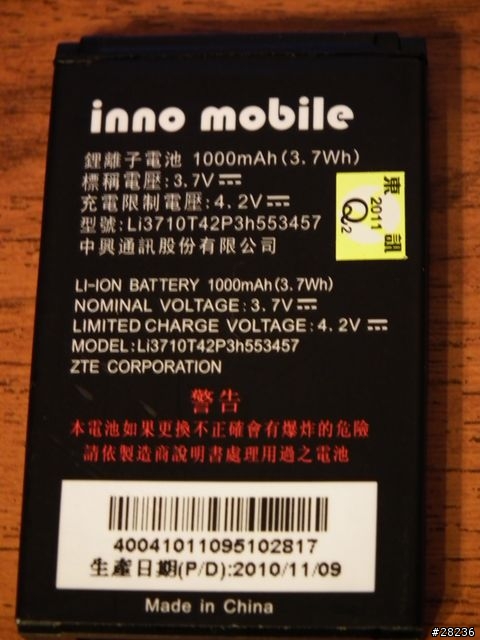 inno mobile
鋰離子電池 1000mAh(3.7Wh)
標稱電壓:3.7V
充電限制電壓:4.2V
型號:Li3710T42P3h553457
中興通訊股份有限公司
東訊
2011
Q2
LI-ION BATTERY 1000mAh(3.7Wh)
NOMINAL VOLTAGE:3.7V
LIMITED CHARGE VOLTAGE:4.2V
MODEL:Li3710T42P3h553457
ZTE CORPORATION
警告
本電池如果更換不正確會有爆炸的危險
請依製造商說明書處理用過之電池
40041011095102817
生產日期(P/D):2010/11/09
Made in China
#28236